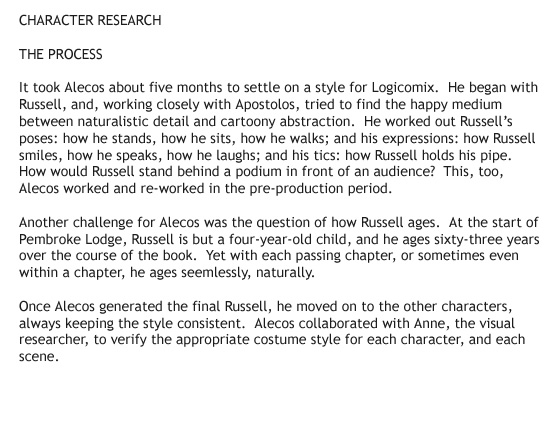 CHARACTER RESEARCH
THE PROCESS
It took Alecos about five months to settle on a style for Logicomix.  He began with
Russell, and, working closely with Apostolos, tried to find the happy medium
between naturalistic detail and cartoony abstraction.  He worked out Russell’s
poses: how he stands, how he sits, how he walks; and his expressions: how Russell
smiles, how he speaks, how he laughs; and his tics: how Russell holds his pipe.
How would Russell stand behind a podium in front of an audience?  This, too,
Alecos worked and re-worked in the pre-production period.
Another challenge for Alecos was the question of how Russell ages.  At the start of
Pembroke Lodge, Russell is but a four-year-old child, and he ages sixty-three years
over the course of the book.  Yet with each passing chapter, or sometimes even
within a chapter, he ages seemlessly, naturally.
Once Alecos generated the final Russell, he moved on to the other characters,
always keeping the style consistent.  Alecos collaborated with Anne, the visual
researcher, to verify the appropriate costume style for each character, and each
scene.